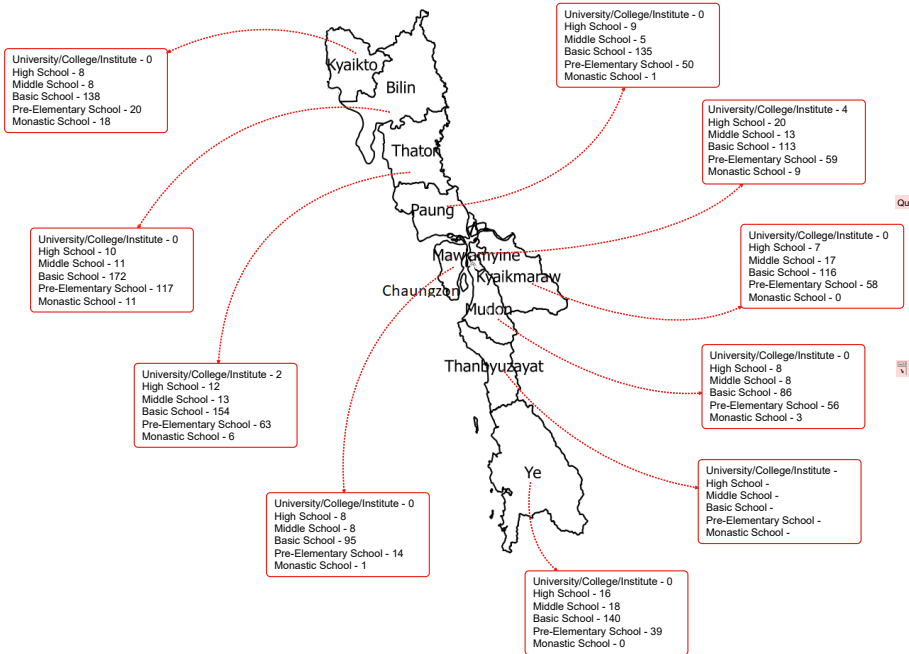 University/College/Institute - 0
High School - 9
Middle School - 5
Basic School - 135
Pre-Elementary School - 50
Monastic School - 1
University/College/Institute - 0
High School - 8
Middle School - 8
Basic School - 138
Pre-Elementary School - 20
Monastic School - 18
Kyaikto
Bilin
University/College/Institute - 4
High School - 20
Middle School - 13
Basic School - 113
Pre-Elementary School - 59
Monastic School - 9
Thaton
Paung
Qu
University/College/Institute - 0
High School - 10
Middle School - 11
Basic School - 172
Pre-Elementary School - 117
Monastic School - 11
University/College/Institute - 0
High School - 7
Middle School - 17
Basic School - 116
Pre-Elementary School - 58
Monastic School - 0
Mawlamyine
Kyaikmaraw
Chaungzon
Mudon
University/College/Institute - 0
High School - 8
Middle School - 8
Basic School - 86
Pre-Elementary School - 56
Monastic School - 3
Thanbyuzayat
University/College/Institute - 2
High School - 12
Middle School - 13
Basic School - 154
Pre-Elementary School - 63
Monastic School - 6
University/College/Institute -
High School -
Middle School -
Basic School -
Pre-Elementary School -
Monastic School -
Ye
University/College/Institute - 0
High School - 8
Middle School - 8
Basic School - 95
Pre-Elementary School - 14
Monastic School - 1
University/College/Institute - 0
High School - 16
Middle School - 18
Basic School - 140
Pre-Elementary School - 39
Monastic School - 0